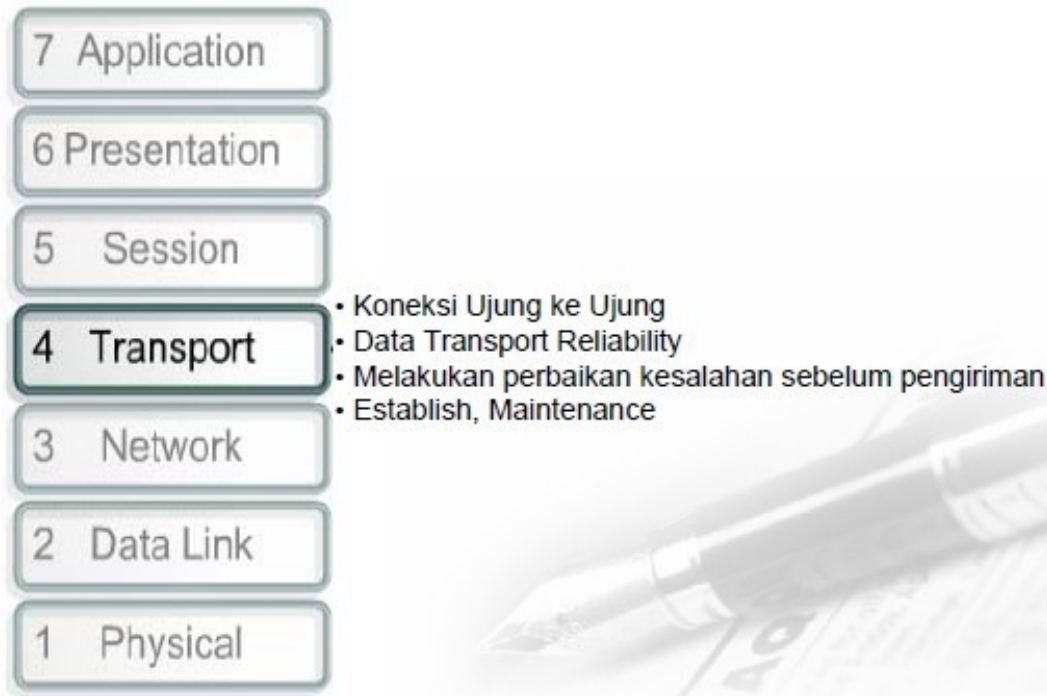 7 Application
6 Presentation
5 Session
4 Transport
• Koneksi Ujung ke Ujung
• Data Transport Reliability
• Melakukan perbaikan kesalahan sebelum pengiriman
• Establish, Maintenance
3 Network
2 Data Link
1 Physical